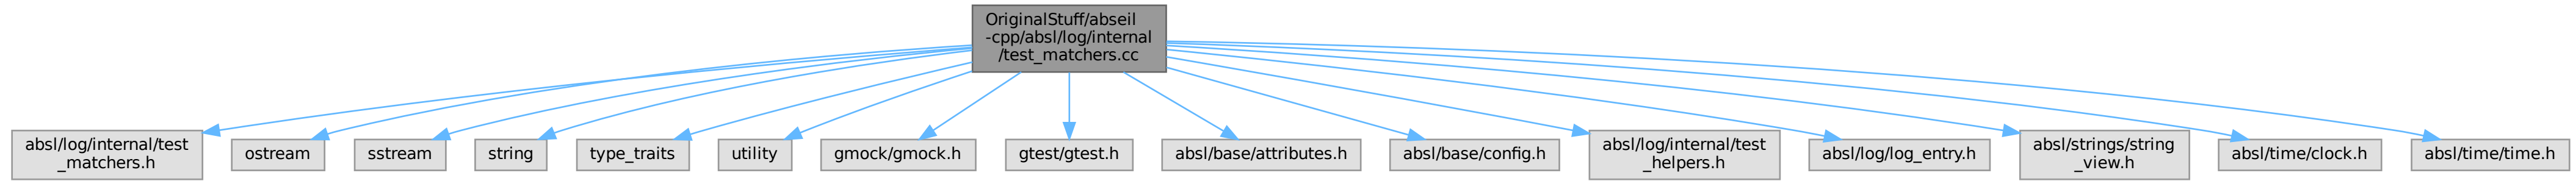 OriginalStuff/abseil
-cpp/absl/log/internal
/test_matchers.cc
absl/log/internal/test
_matchers.h
ostream
sstream
string
type_traits
utility
gmock/gmock.h
gtest/gtest.h
absl/base/attributes.h
absl/base/config.h
absl/log/internal/test
_helpers.h
absl/log/log_entry.h
absl/strings/string
_view.h
absl/time/clock.h
absl/time/time.h